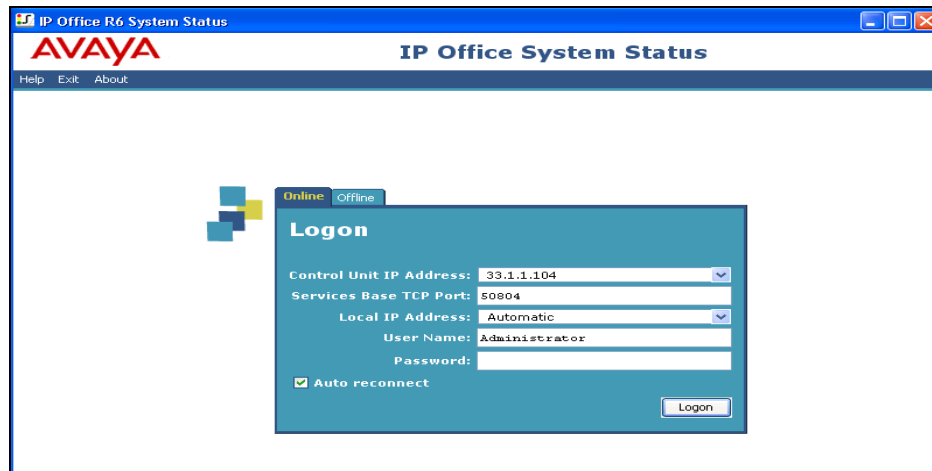 IP Office R6 System Status
AVAYA
IP Office System Status
Help Exit About
Online Offline
Logon
Control Unit IP Address: 33.1.1.104
Services Base TCP Port: 50804
Local IP Address: Automatic
User Name: Administrator
Password:
Auto reconnect
Logon